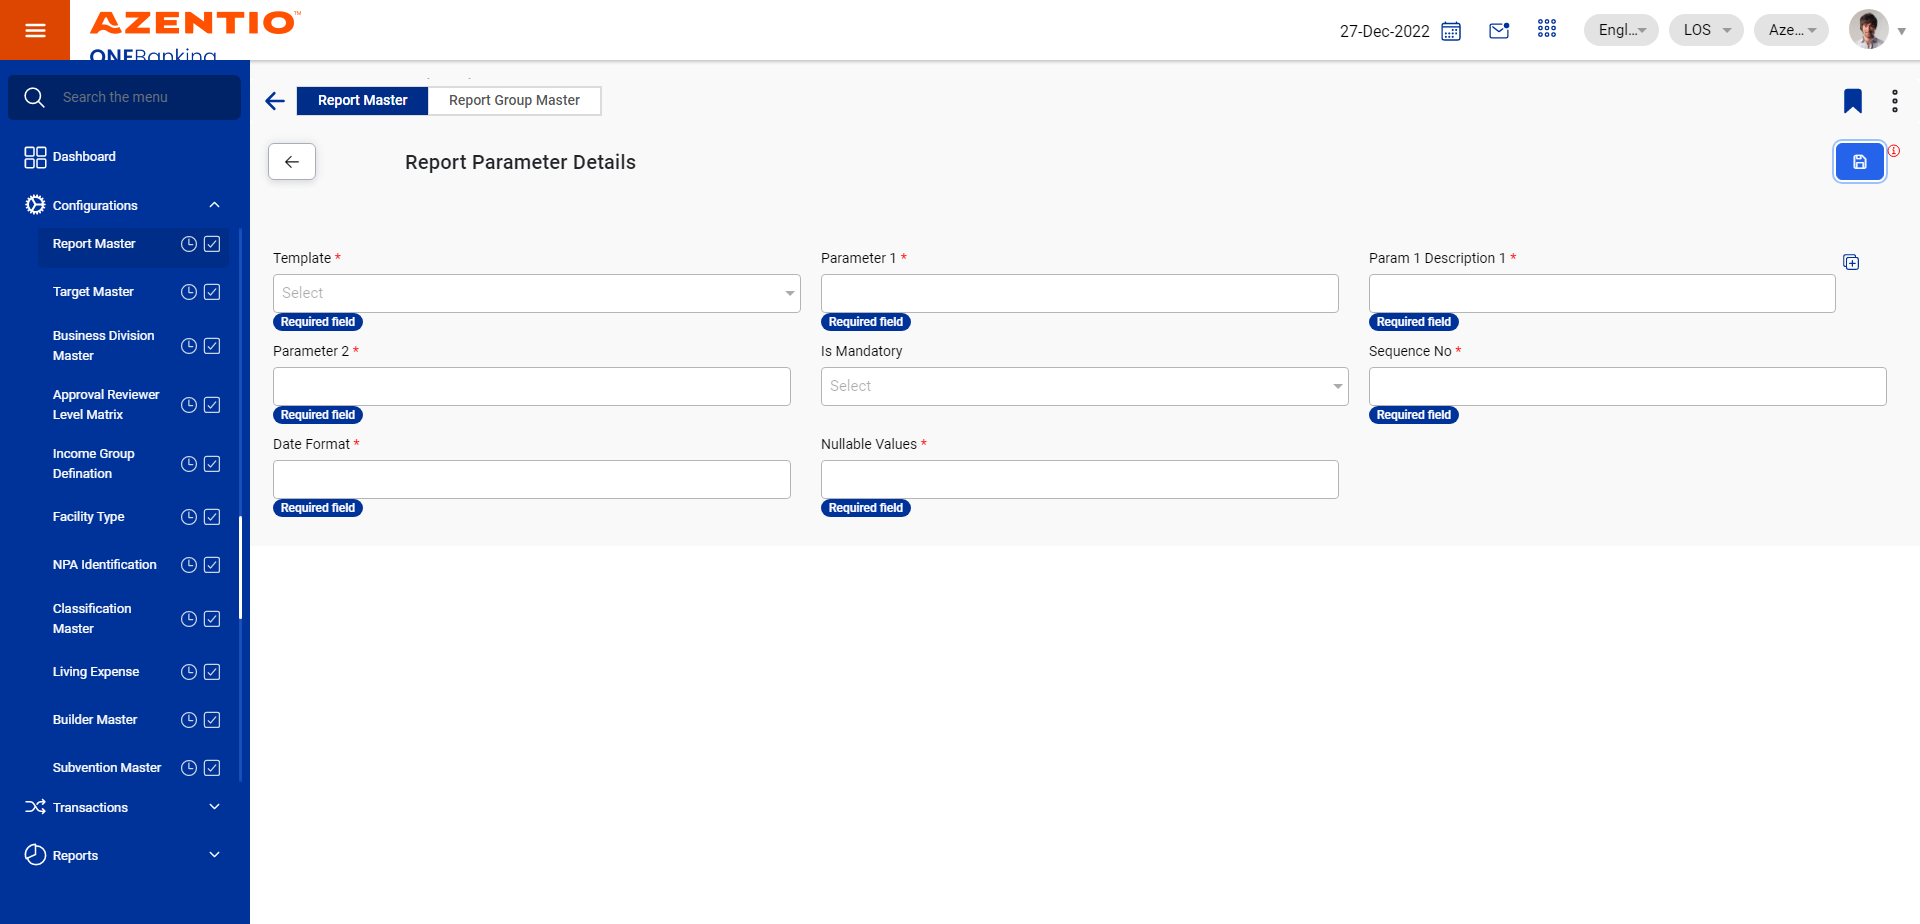 AZENTIO™
ONEBanking
27-Dec-2022
Engl...
LOS
Aze...
Search the menu
Dashboard
Configurations
Report Master
Target Master
Business Division
Master
Approval Reviewer
Level Matrix
Income Group
Defination
Facility Type
NPA Identification
Classification
Master
Living Expense
Builder Master
Subvention Master
Transactions
Reports
Report Master
Report Group Master
Report Parameter Details
Template *
Select
Required field
Parameter 1 *
Required field
Param 1 Description 1 *
Required field
Parameter 2 *
Required field
Is Mandatory
Select
Sequence No *
Required field
Date Format *
Required field
Nullable Values *
Required field